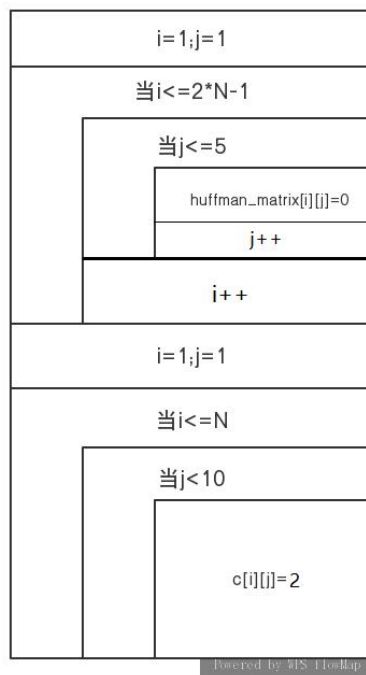 i=1;j=1
当i<=2*N-1
当j<=5
huffman_matrix[i][j]=0
j++
i++
i=1;j=1
当i<=N
当j<10
c[i][j]=2
Powered by WPS FlowMap